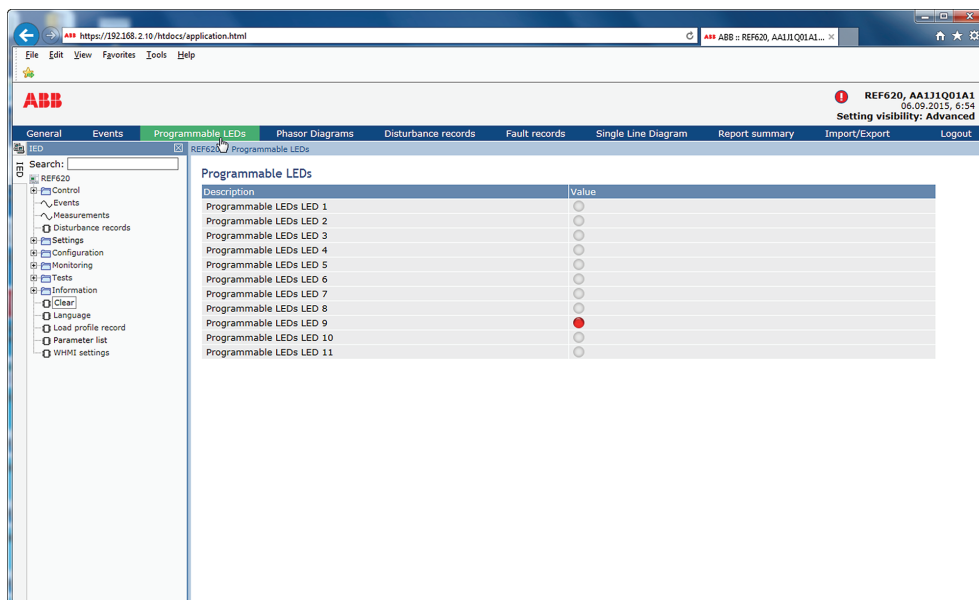 ABB https://192.168.2.10/htdocs/application.html
ABB ABB :: REF620, AA1J1Q01A1...
File Edit View Favorites Tools Help
ABB
REF620, AA1J1Q01A1
06.09.2015, 6:54
Setting visibility: Advanced
General Events Programmable LEDs Phasor Diagrams Disturbance records Fault records Single Line Diagram Report summary Import/Export Logout
IED
IED
REF620 Programmable LEDs
Search:
REF620
Control
Events
Measurements
Disturbance records
Settings
Configuration
Monitoring
Tests
Information
Clear
Language
Load profile record
Parameter list
WHMI settings
Programmable LEDs
Description Value
Programmable LEDs LED 1
Programmable LEDs LED 2
Programmable LEDs LED 3
Programmable LEDs LED 4
Programmable LEDs LED 5
Programmable LEDs LED 6
Programmable LEDs LED 7
Programmable LEDs LED 8
Programmable LEDs LED 9
Programmable LEDs LED 10
Programmable LEDs LED 11